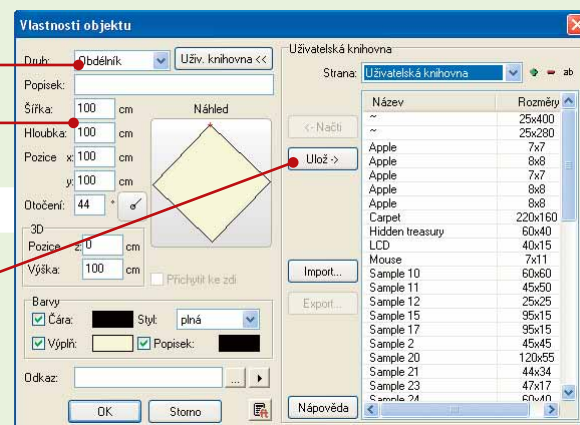 Vlastnosti objektu
Druh: Obdélník Uživ. knihovna <<
Popisek:
Šířka: 100 cm
Hloubka: 100 cm
Pozice x: 100 cm
y: 100 cm
Otočení: 44 °
Náhled
3D
Pozice z: 0 cm
Výška: 100 cm
Přichytit ke zdi
Barvy
Čára: Styl: plná
Výplň: Popisek:
Odkaz: ...
OK Storno
Uživatelská knihovna
Strana: Uživatelská knihovna ab
<- Načti
Ulož ->
Import...
Export...
Nápověda
Název Rozměry
~ 25x400
~ 25x280
Apple 7x7
Apple 8x8
Apple 7x7
Apple 8x8
Apple 8x8
Carpet 220x160
Hidden treasury 60x40
LCD 40x15
Mouse 7x11
Sample 10 60x60
Sample 11 45x50
Sample 12 25x25
Sample 15 95x15
Sample 17 95x15
Sample 2 45x45
Sample 20 120x55
Sample 21 44x34
Sample 23 47x17
Sample 24 60x40